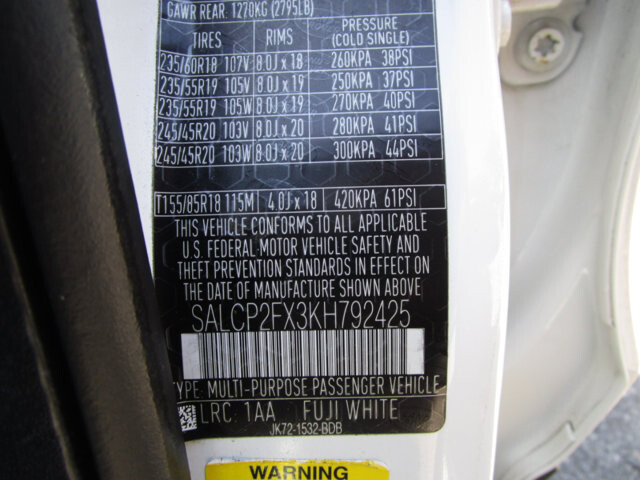 GAWR REAR. 1270KG (2795LB)
TIRES RIMS PRESSURE (COLD SINGLE)
235/60R18 107V 8.0J x 18 260KPA 38PSI
235/55R19 105V 8.0J x 19 250KPA 37PSI
235/55R19 105W 8.0J x 19 270KPA 40PSI
245/45R20 103V 8.0J x 20 280KPA 41PSI
245/45R20 103W 8.0J x 20 300KPA 44PSI
T155/85R18 115M 4.0J x 18 420KPA 61PSI
THIS VEHICLE CONFORMS TO ALL APPLICABLE
U.S. FEDERAL MOTOR VEHICLE SAFETY AND
THEFT PREVENTION STANDARDS IN EFFECT ON
THE DATE OF MANUFACTURE SHOWN ABOVE
SALCP2FX3KH792425
TYPE: MULTI-PURPOSE PASSENGER VEHICLE
LRC. 1AA FUJI WHITE
JK72-1532-BDB
WARNING